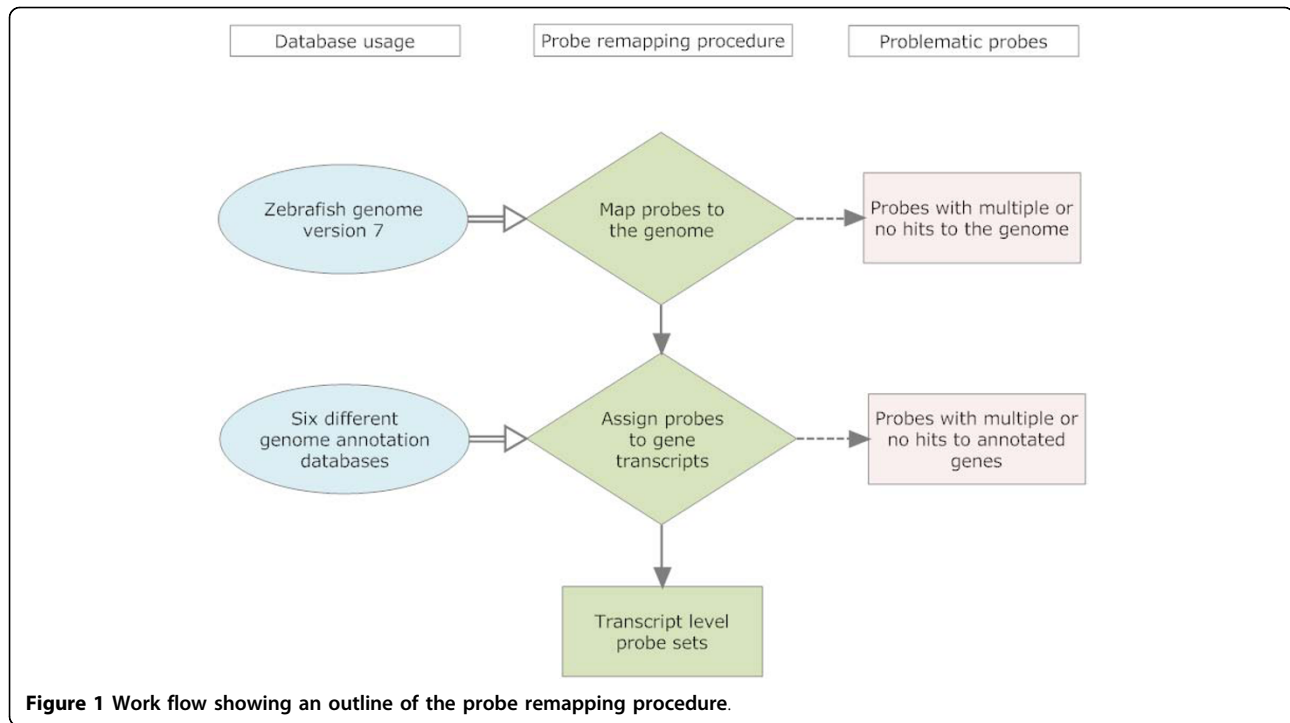 Database usage
Probe remapping procedure
Problematic probes
Zebrafish genome
version 7
Map probes to
the genome
Probes with multiple or
no hits to the genome
Six different
genome annotation
databases
Assign probes
to gene
transcripts
Probes with multiple or
no hits to annotated
genes
Transcript level
probe sets
Figure 1 Work flow showing an outline of the probe remapping procedure.